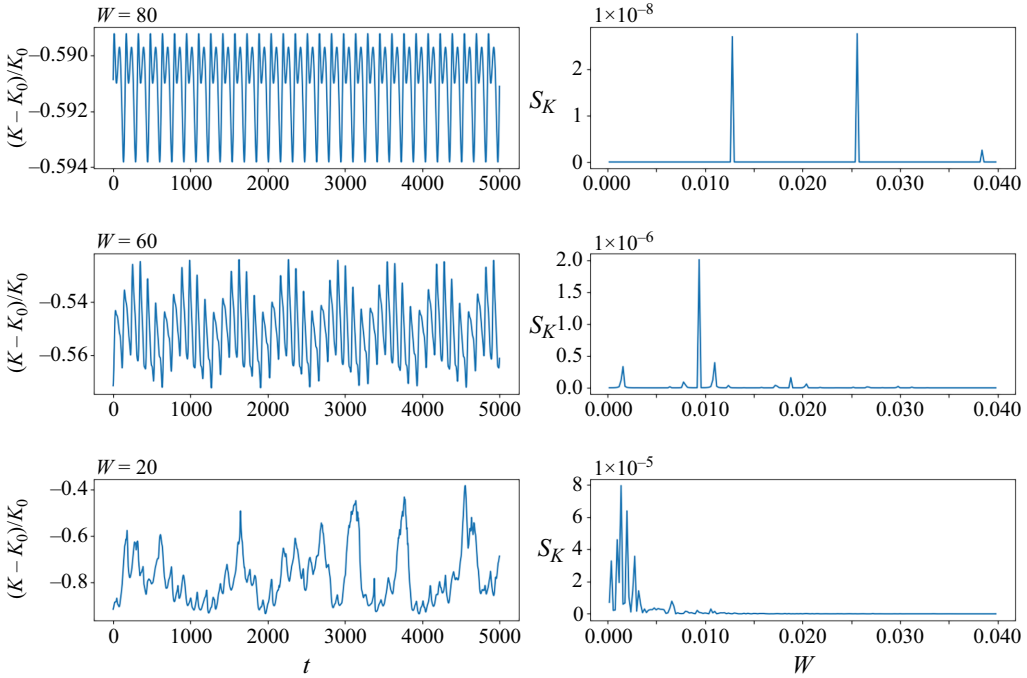 W = 80
1×10⁻⁸
(K – K₀)/K₀
–0.590
–0.592
–0.594
0 1000 2000 3000 4000 5000
S_K
2
1
0
0.000 0.010 0.020 0.030 0.040
W = 60
1×10⁻⁶
(K – K₀)/K₀
–0.54
–0.56
0 1000 2000 3000 4000 5000
S_K
2.0
1.5
1.0
0.5
0.0
0.000 0.010 0.020 0.030 0.040
W = 20
1×10⁻⁵
(K – K₀)/K₀
–0.4
–0.6
–0.8
0 1000 2000 3000 4000 5000
t
S_K
8
6
4
2
0
0.000 0.010 0.020 0.030 0.040
W